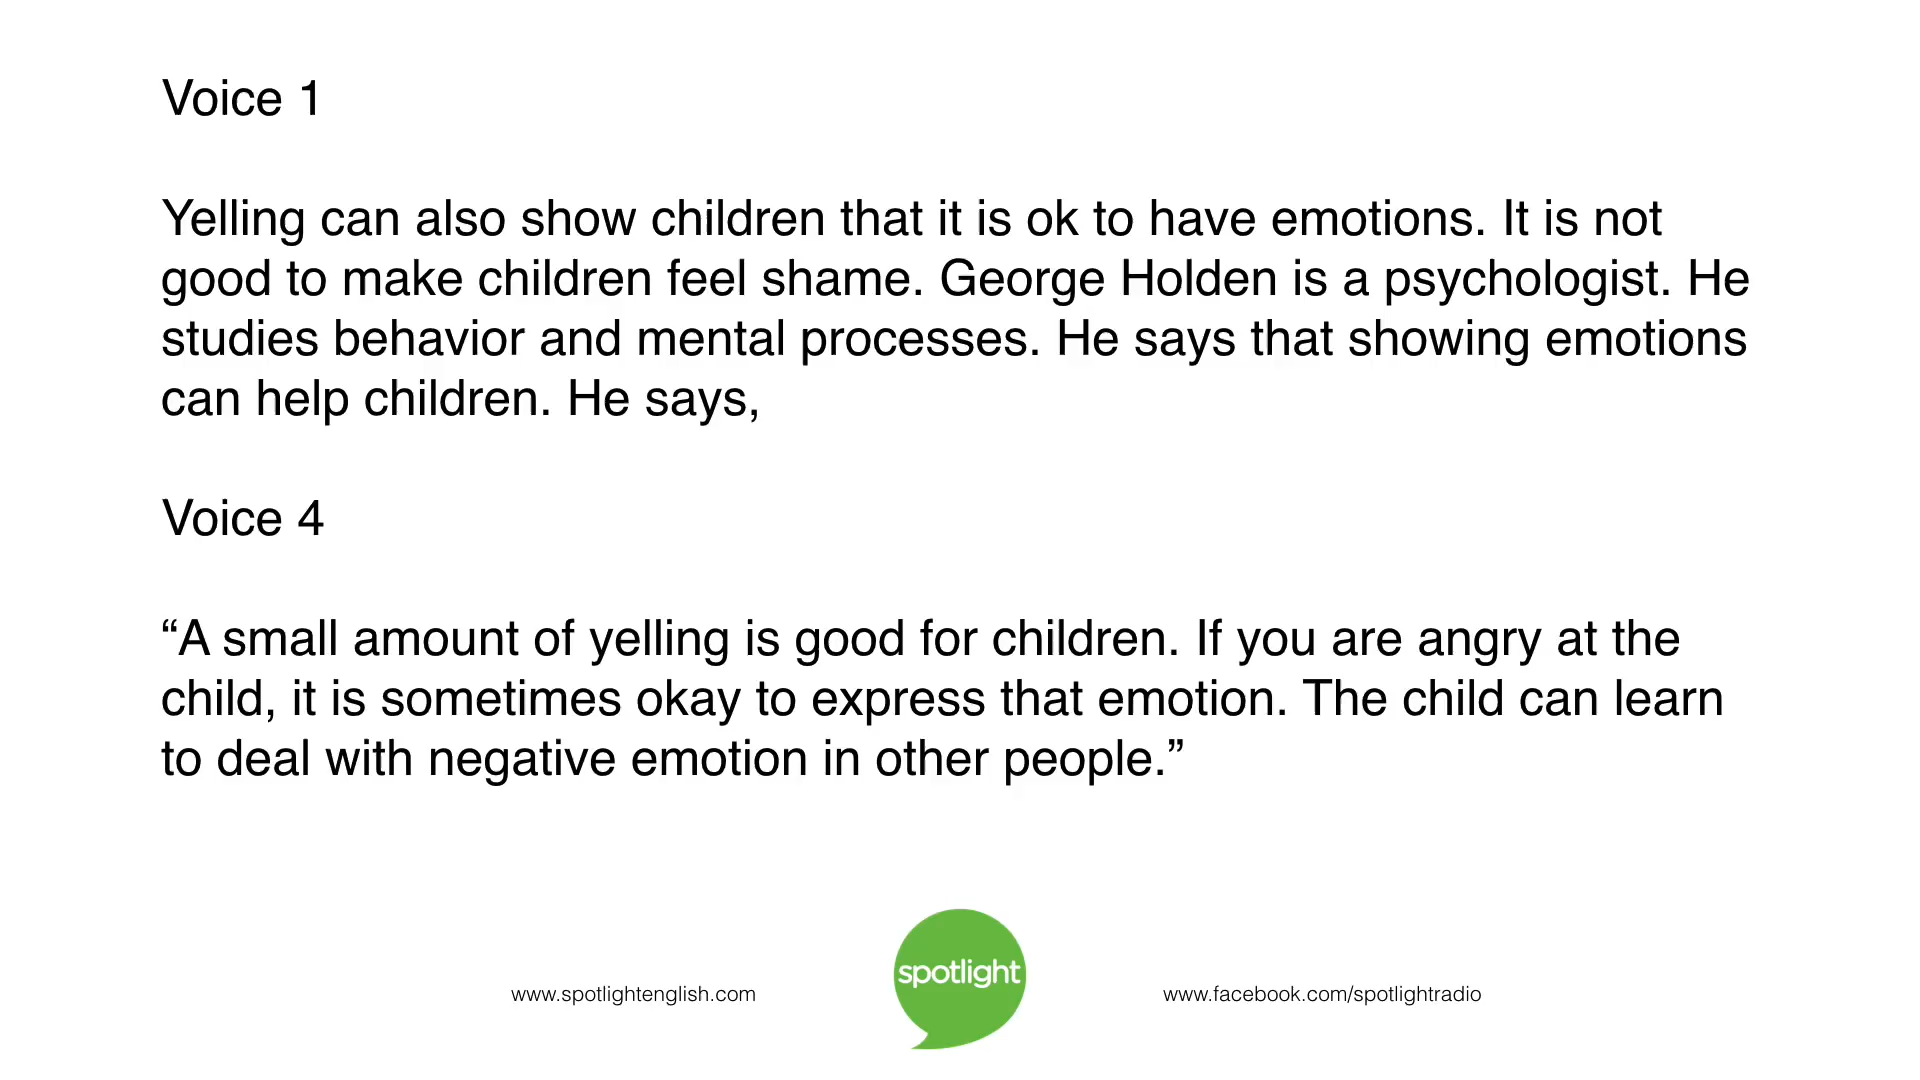 Voice 1
Yelling can also show children that it is ok to have emotions. It is not
good to make children feel shame. George Holden is a psychologist. He
studies behavior and mental processes. He says that showing emotions
can help children. He says,
Voice 4
“A small amount of yelling is good for children. If you are angry at the
child, it is sometimes okay to express that emotion. The child can learn
to deal with negative emotion in other people.”
www.spotlightenglish.com
spotlight
www.facebook.com/spotlightradio